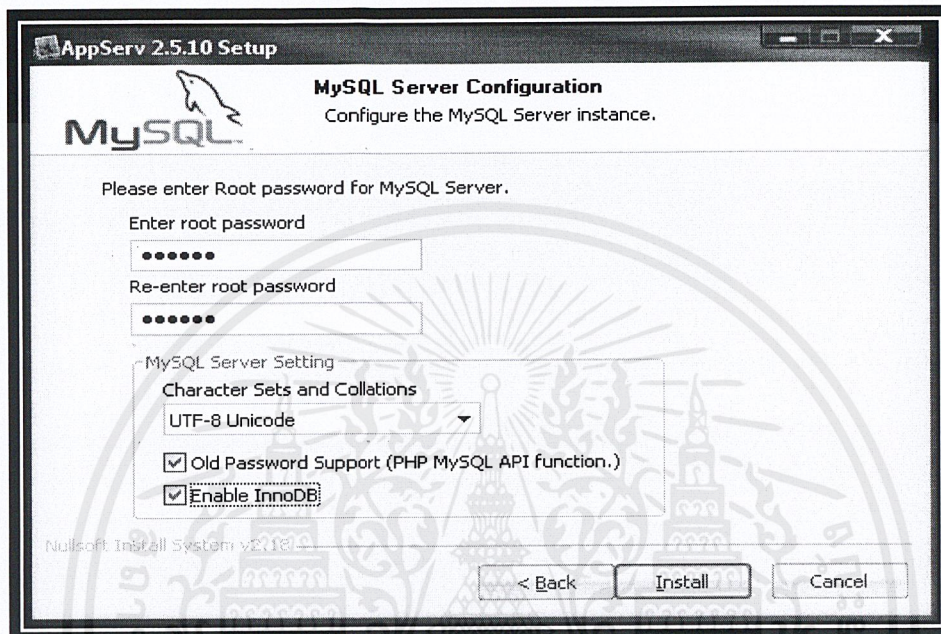 AppServ 2.5.10 Setup
MySQL Server Configuration
Configure the MySQL Server instance.
MySQL
Please enter Root password for MySQL Server.
Enter root password
●●●●●●
Re-enter root password
●●●●●●
MySQL Server Setting
Character Sets and Collations
UTF-8 Unicode
Old Password Support (PHP MySQL API function.)
Enable InnoDB
Nullsoft Install System v2.18
< Back
Install
Cancel